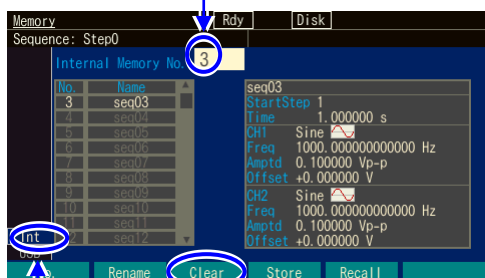 Memory Rdy Disk
Sequence: Step0
Internal Memory No. 3
No. Name
3 seq03
4 seq04
5 seq05
6 seq06
7 seq07
8 seq08
9 seq09
10 seq10
11 seq11
12 seq12
seq03
StartStep 1
Time 1.000000 s
CH1 Sine
Freq 1000.000000000000 Hz
Amptd 0.100000 Vp-p
Offset +0.000000 V
CH2 Sine
Freq 1000.000000000000 Hz
Amptd 0.100000 Vp-p
Offset +0.000000 V
Int
USB
Rename Clear Store Recall